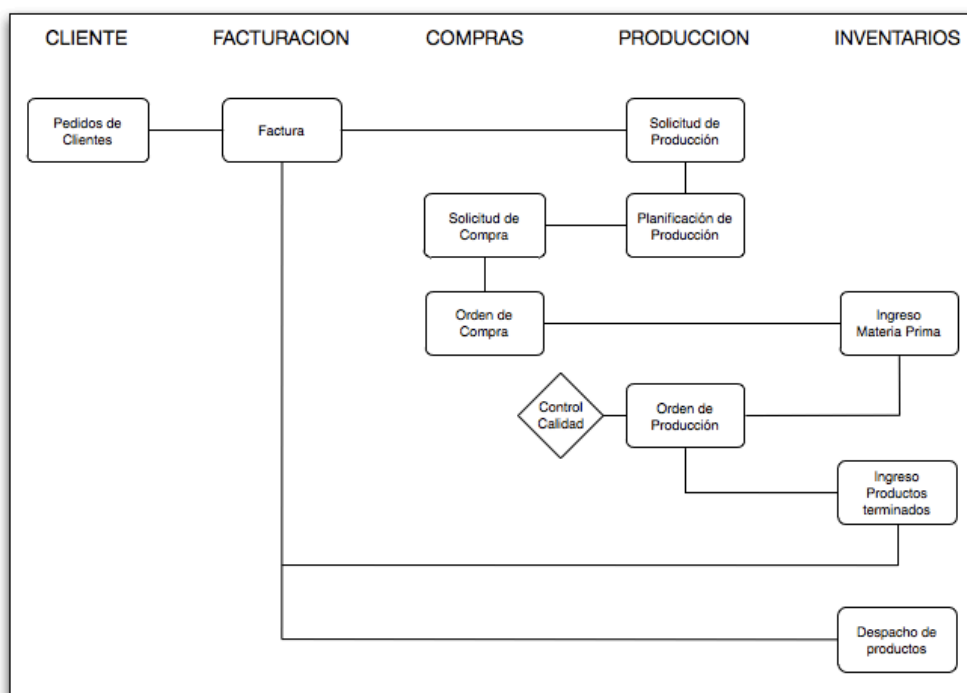 CLIENTE FACTURACION COMPRAS PRODUCCION INVENTARIOS
Pedidos de
Clientes
Factura
Solicitud de
Producción
Solicitud de
Compra
Planificación de
Producción
Orden de
Compra
Ingreso
Materia Prima
Control
Calidad
Orden de
Producción
Ingreso
Productos
terminados
Despacho de
productos